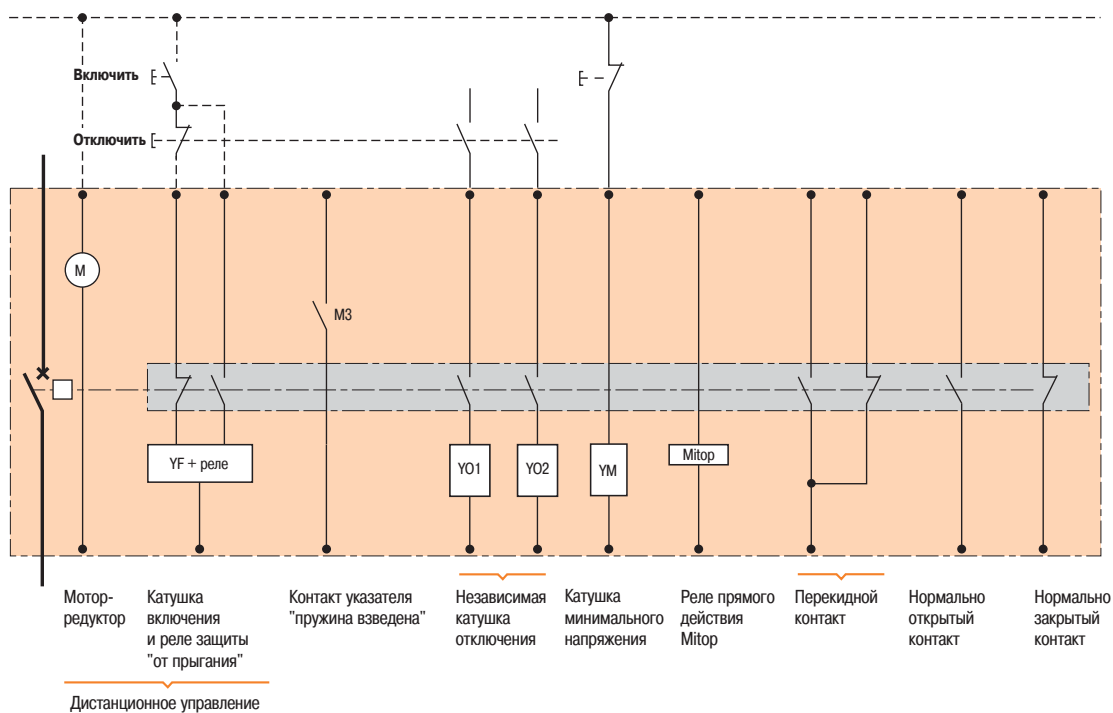 Включить
Отключить
M
M3
YF + реле
YO1
YO2
YM
Mitop
Мотор-
редуктор
Катушка
включения
и реле защиты
"от прыгания"
Контакт указателя
"пружина взведена"
Независимая
катушка
отключения
Катушка
минимального
напряжения
Реле прямого
действия
Mitop
Перекидной
контакт
Нормально
открытый
контакт
Нормально
закрытый
контакт
Дистанционное управление